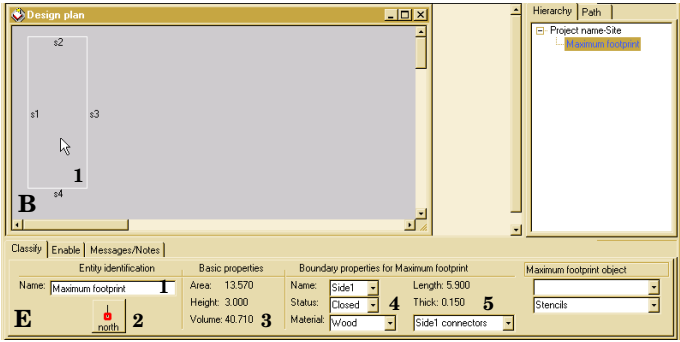 Design plan
Hierarchy Path
Project name-Site
Maximum footprint
s2
s1
s3
1
s4
B
Classify Enable Messages/Notes
Entity identification
Name: Maximum footprint 1
E
north
2
Basic properties
Area: 13.570
Height: 3.000
Volume: 40.710 3
Boundary properties for Maximum footprint
Name: Side1
Length: 5.900
Status: Closed 4
Thick: 0.150 5
Material: Wood
Side1 connectors
Maximum footprint object
Stencils